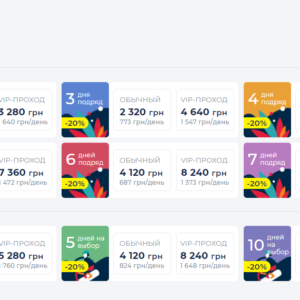 VIP-ПРОХОД
3 280 грн
640 грн/день
3 дня подряд
-20%
ОБЫЧНЫЙ
2 320 грн
773 грн/день
VIP-ПРОХОД
4 640 грн
1 547 грн/день
4 дня подряд
-20%
VIP-ПРОХОД
7 360 грн
1 472 грн/день
6 дней подряд
-20%
ОБЫЧНЫЙ
4 120 грн
687 грн/день
VIP-ПРОХОД
8 240 грн
1 373 грн/день
7 дней подряд
-20%
VIP-ПРОХОД
5 280 грн
1 760 грн/день
5 дней на выбор
-20%
ОБЫЧНЫЙ
4 120 грн
824 грн/день
VIP-ПРОХОД
8 240 грн
1 648 грн/день
10 дней на выбор
-20%